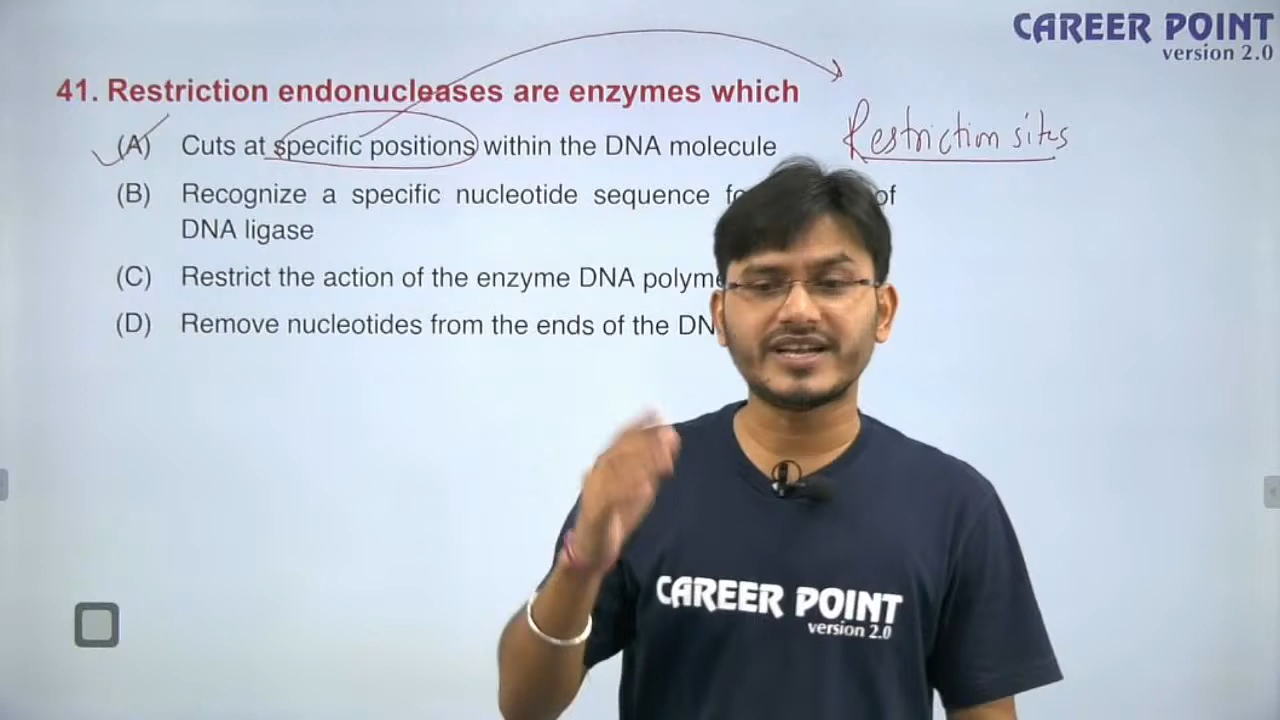 CAREER POINT
version 2.0
41. Restriction endonucleases are enzymes which
(A) Cuts at specific positions within the DNA molecule
Restriction sites
(B) Recognize a specific nucleotide sequence of
DNA ligase
(C) Restrict the action of the enzyme DNA
(D) Remove nucleotides from the ends of the
CAREER POINT
version 2.0